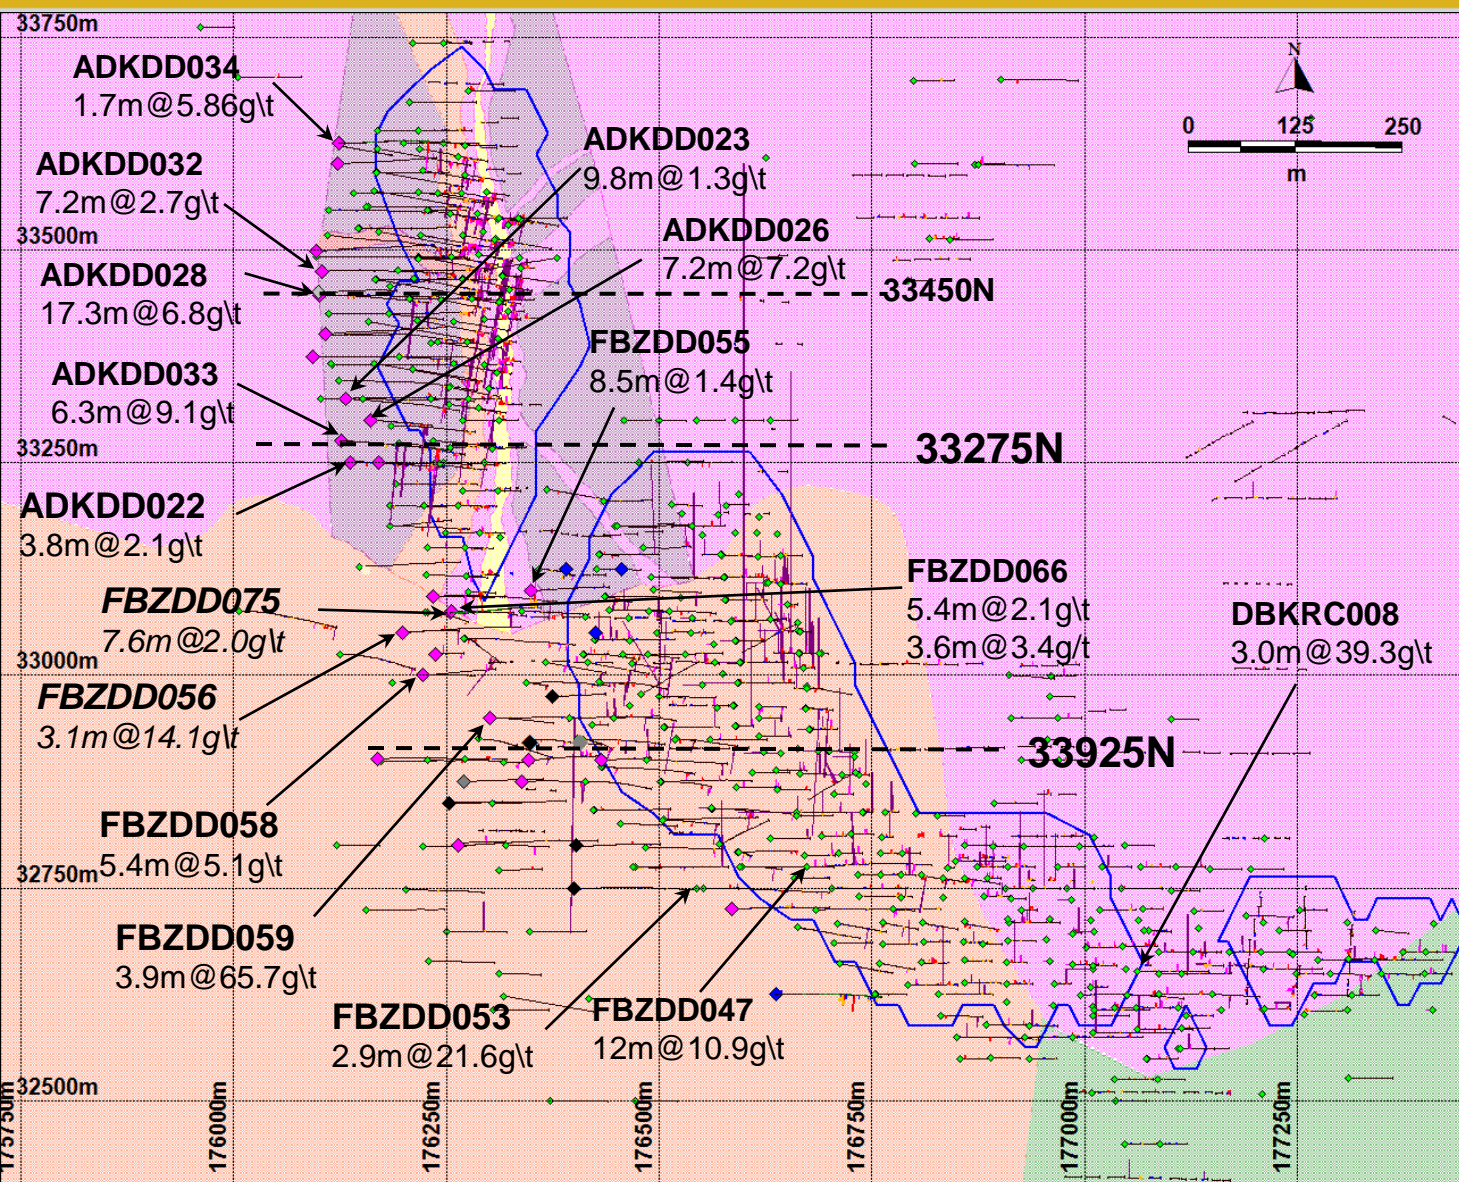 33750m
ADKDD034
1.7m@5.86g\t
N
0 125 250
m
ADKDD023
9.8m@1.3g\t
ADKDD032
7.2m@2.7g\t
ADKDD026
7.2m@7.2g\t
33500m
ADKDD028
17.3m@6.8g\t
33450N
FBZDD055
8.5m@1.4g\t
ADKDD033
6.3m@9.1g\t
33250m
33275N
ADKDD022
3.8m@2.1g\t
FBZDD066
5.4m@2.1g\t
3.6m@3.4g/t
FBZDD075
7.6m@2.0g\t
DBKRC008
3.0m@39.3g\t
33000m
FBZDD056
3.1m@14.1g\t
33925N
FBZDD058
5.4m@5.1g\t
32750m
FBZDD059
3.9m@65.7g\t
FBZDD053
2.9m@21.6g\t
FBZDD047
12m@10.9g\t
32500m
175750m
176000m
176250m
176500m
176750m
177000m
177250m